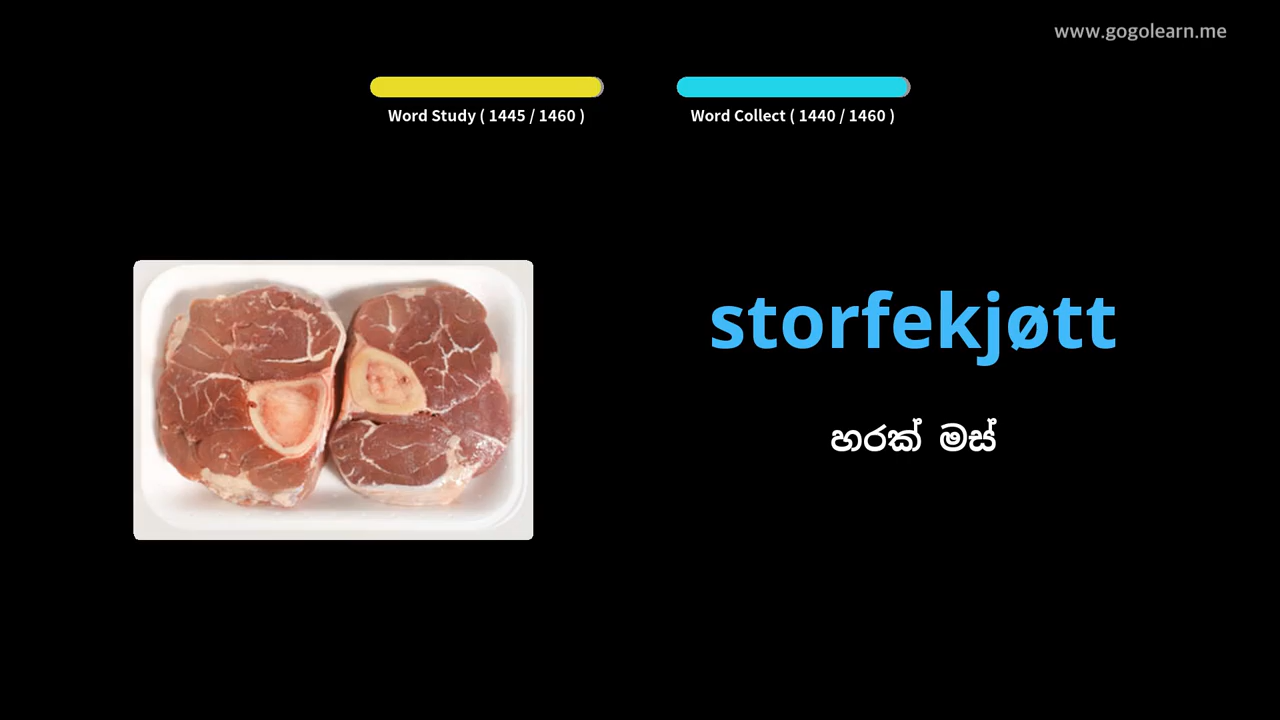 www.gogolearn.me
Word Study ( 1445 / 1460 )
Word Collect ( 1440 / 1460 )
storfekjøtt
හරක් මස්